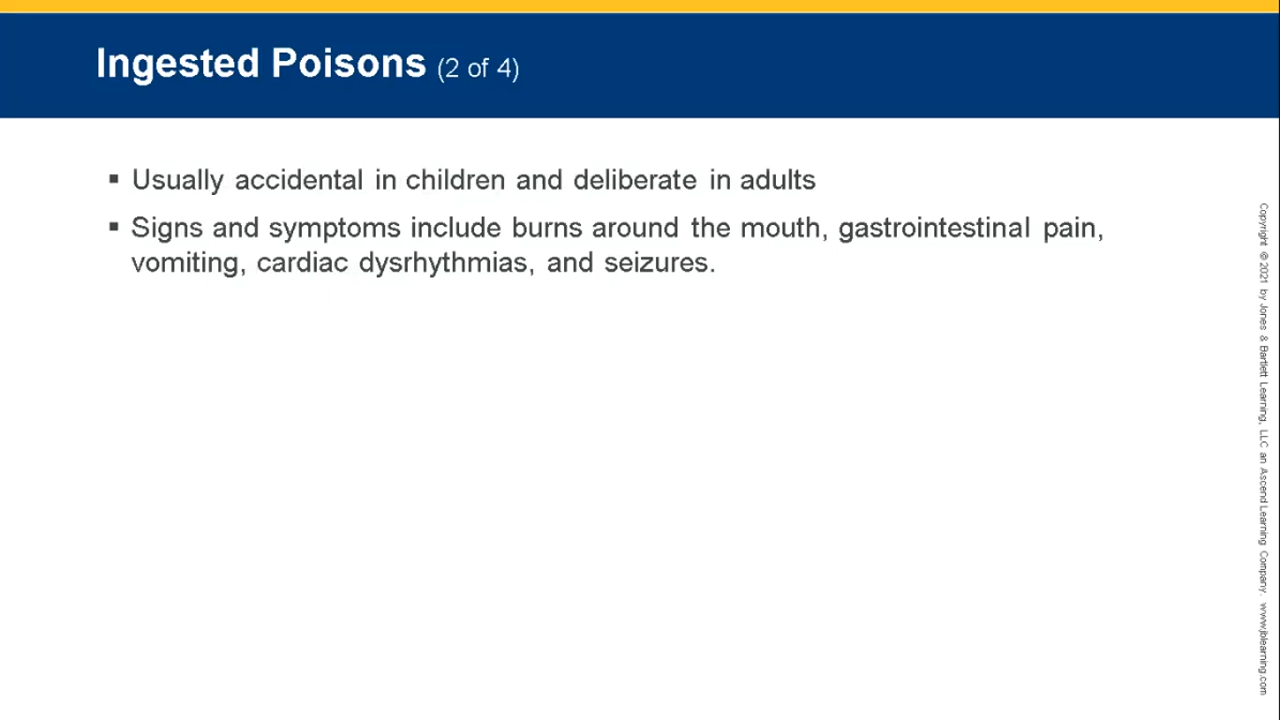 Ingested Poisons (2 of 4)
▪ Usually accidental in children and deliberate in adults
▪ Signs and symptoms include burns around the mouth, gastrointestinal pain,
vomiting, cardiac dysrhythmias, and seizures.
Copyright © 2021 by Jones & Bartlett Learning, LLC an Ascend Learning Company. www.jblearning.com